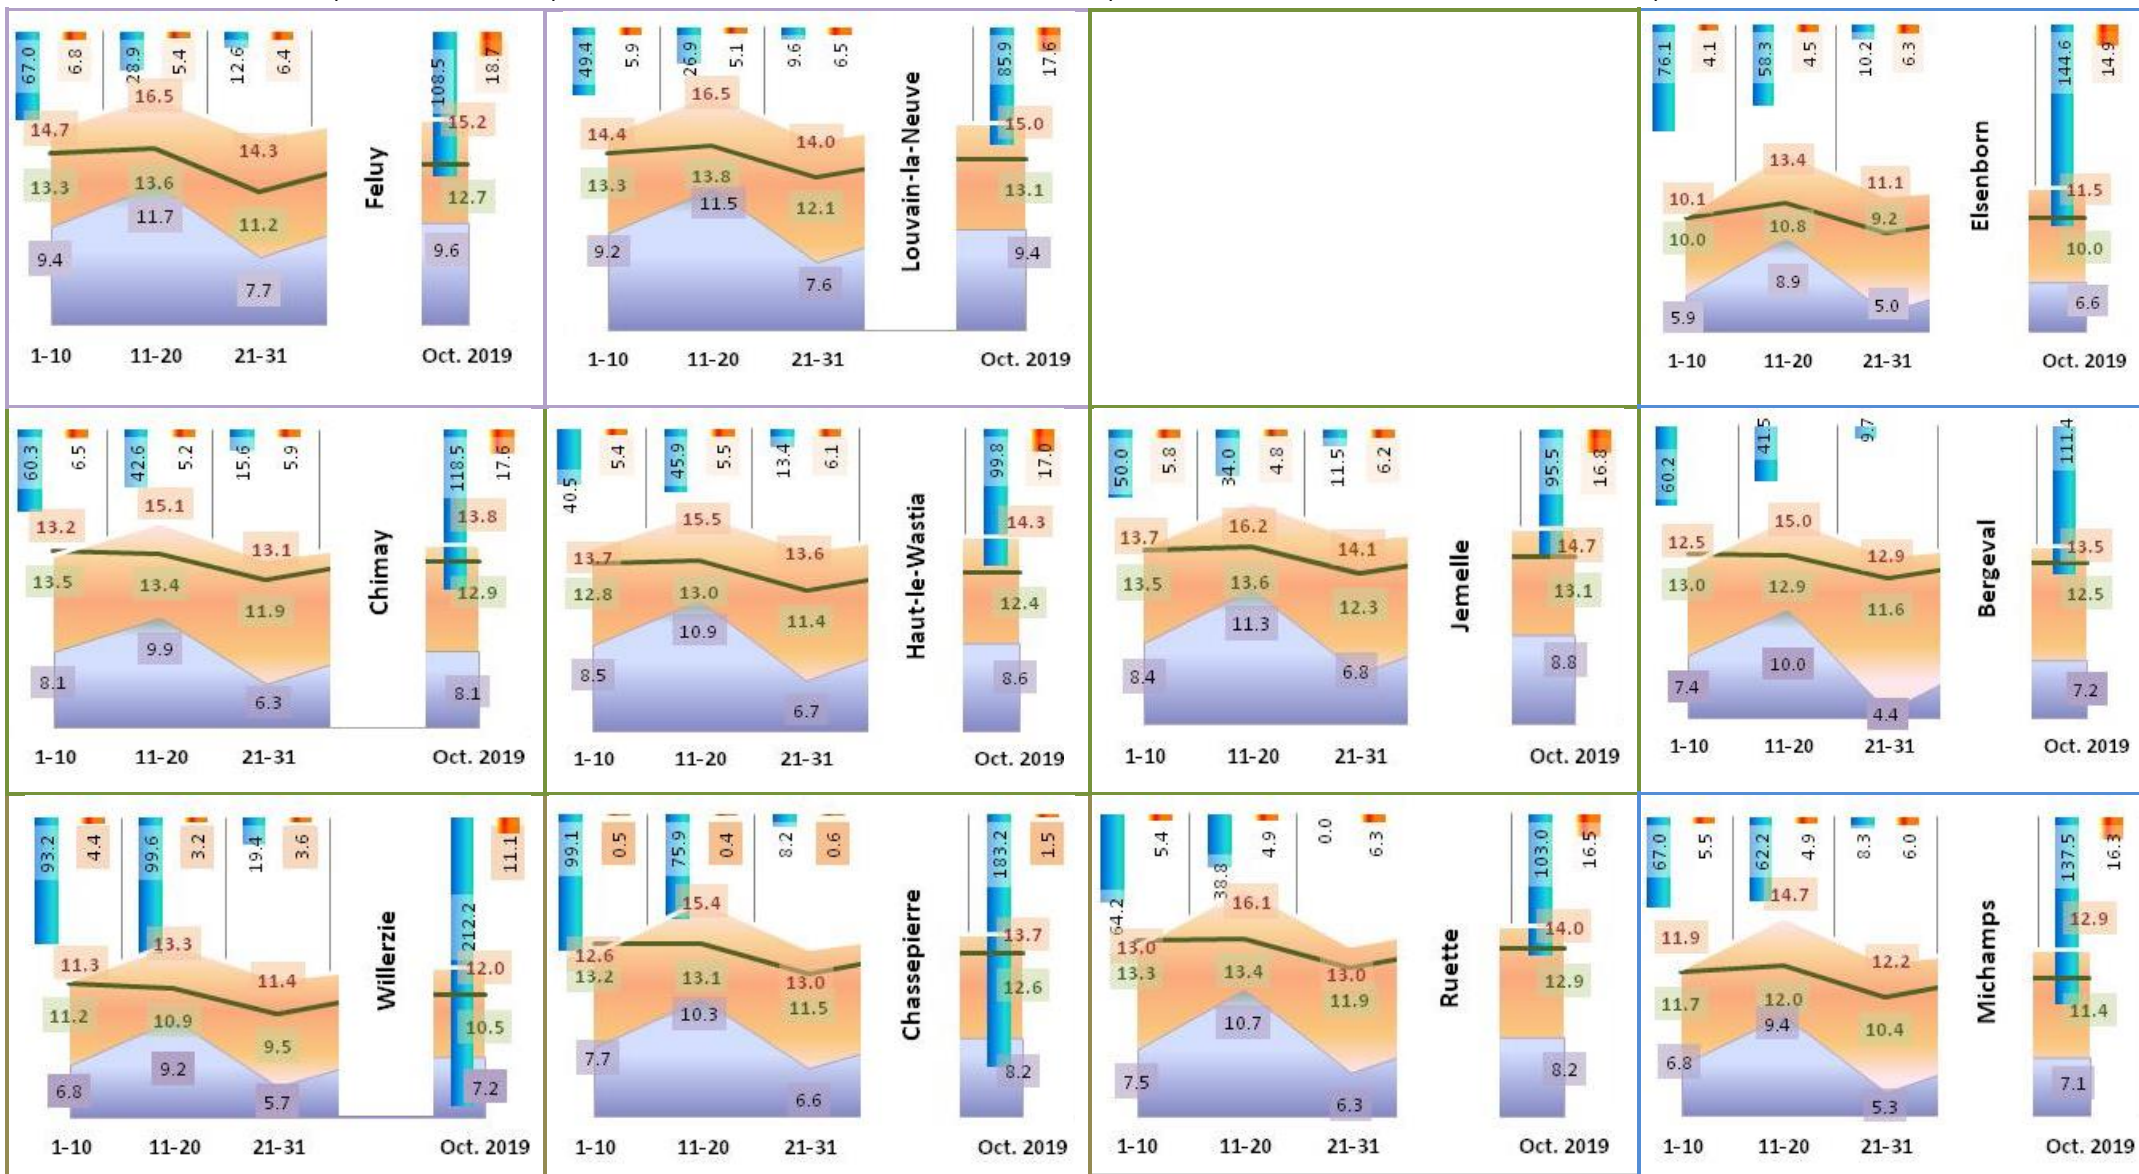 67.0 6.8 28.9 5.4 12.6 6.4 108.5 18.7
16.5
14.7 14.3 15.2
13.3 13.6 11.2 12.7
9.4 11.7 7.7 9.6
Feluy
1-10 11-20 21-31 Oct. 2019
49.4 5.9 26.9 5.1 9.6 6.5 85.9 17.6
16.5
14.4 14.0 15.0
13.3 13.8 12.1 13.1
9.2 11.5 7.6 9.4
Louvain-la-Neuve
1-10 11-20 21-31 Oct. 2019
76.1 4.1 58.3 4.5 10.2 6.3 144.6 14.9
13.4
10.1 11.1 11.5
10.0 10.8 9.2 10.0
5.9 8.9 5.0 6.6
Elsenborn
1-10 11-20 21-31 Oct. 2019
60.3 6.5 42.6 5.2 15.6 5.9 118.5 17.6
15.1
13.2 13.1 13.8
13.5 13.4 11.9 12.9
8.1 9.9 6.3 8.1
Chimay
1-10 11-20 21-31 Oct. 2019
40.5 5.4 45.9 5.5 13.4 6.1 99.8 17.0
15.5
13.7 13.6 14.3
12.8 13.0 11.4 12.4
8.5 10.9 6.7 8.6
Haut-le-Wastia
1-10 11-20 21-31 Oct. 2019
50.0 5.8 34.0 4.8 11.5 6.2 95.5 16.8
16.2
13.7 14.1 14.7
13.5 13.6 12.3 13.1
8.4 11.3 6.8 8.8
Jemelle
1-10 11-20 21-31 Oct. 2019
60.2 41.5 9.7 111.4
15.0
12.5 12.9 13.5
13.0 12.9 11.6 12.5
7.4 10.0 4.4 7.2
Bergeval
1-10 11-20 21-31 Oct. 2019
93.2 4.4 99.6 3.2 19.4 3.6 212.2 11.1
13.3
11.3 11.4 12.0
11.2 10.9 9.5 10.5
6.8 9.2 5.7 7.2
Willerzie
1-10 11-20 21-31 Oct. 2019
99.1 0.5 75.9 0.4 8.2 0.6 183.2 1.5
15.4
12.6 13.0 13.7
13.2 13.1 11.5 12.6
7.7 10.3 6.6 8.2
Chassepierre
1-10 11-20 21-31 Oct. 2019
64.2 5.4 38.8 4.9 0.0 6.3 103.0 16.5
16.1
13.0 13.0 14.0
13.3 13.4 11.9 12.9
7.5 10.7 6.3 8.2
Ruette
1-10 11-20 21-31 Oct. 2019
67.0 5.5 62.2 4.9 8.3 6.0 137.5 16.3
14.7
11.9 12.2 12.9
11.7 12.0 10.4 11.4
6.8 9.4 5.3 7.1
Michamps
1-10 11-20 21-31 Oct. 2019